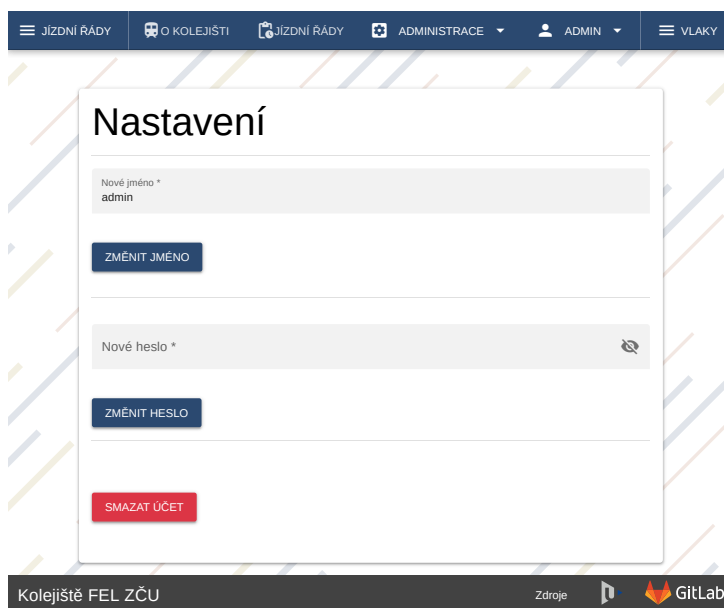 JÍZDNÍ ŘÁDY O KOLEJIŠTI JÍZDNÍ ŘÁDY ADMINISTRACE ADMIN VLAKY
Nastavení
Nové jméno *
admin
ZMĚNIT JMÉNO
Nové heslo *
ZMĚNIT HESLO
SMAZAT ÚČET
Kolejiště FEL ZČU Zdroje GitLab